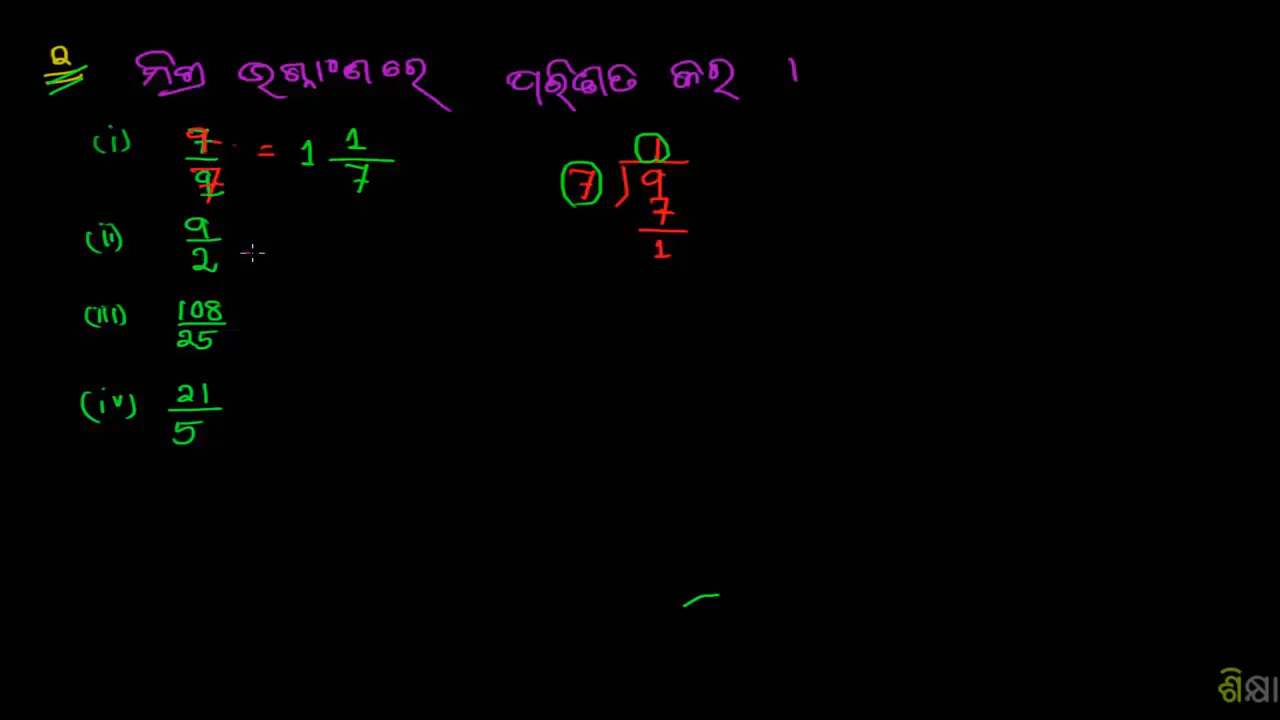 Q ମିଶ୍ର ଭଗ୍ନାଂଶରେ ପରିଣତ କର ।
(i) 9/7 = 1 1/7
7 ) 9 1
7
1
(ii) 9/2
(iii) 108/25
(iv) 21/5
ଶିକ୍ଷା